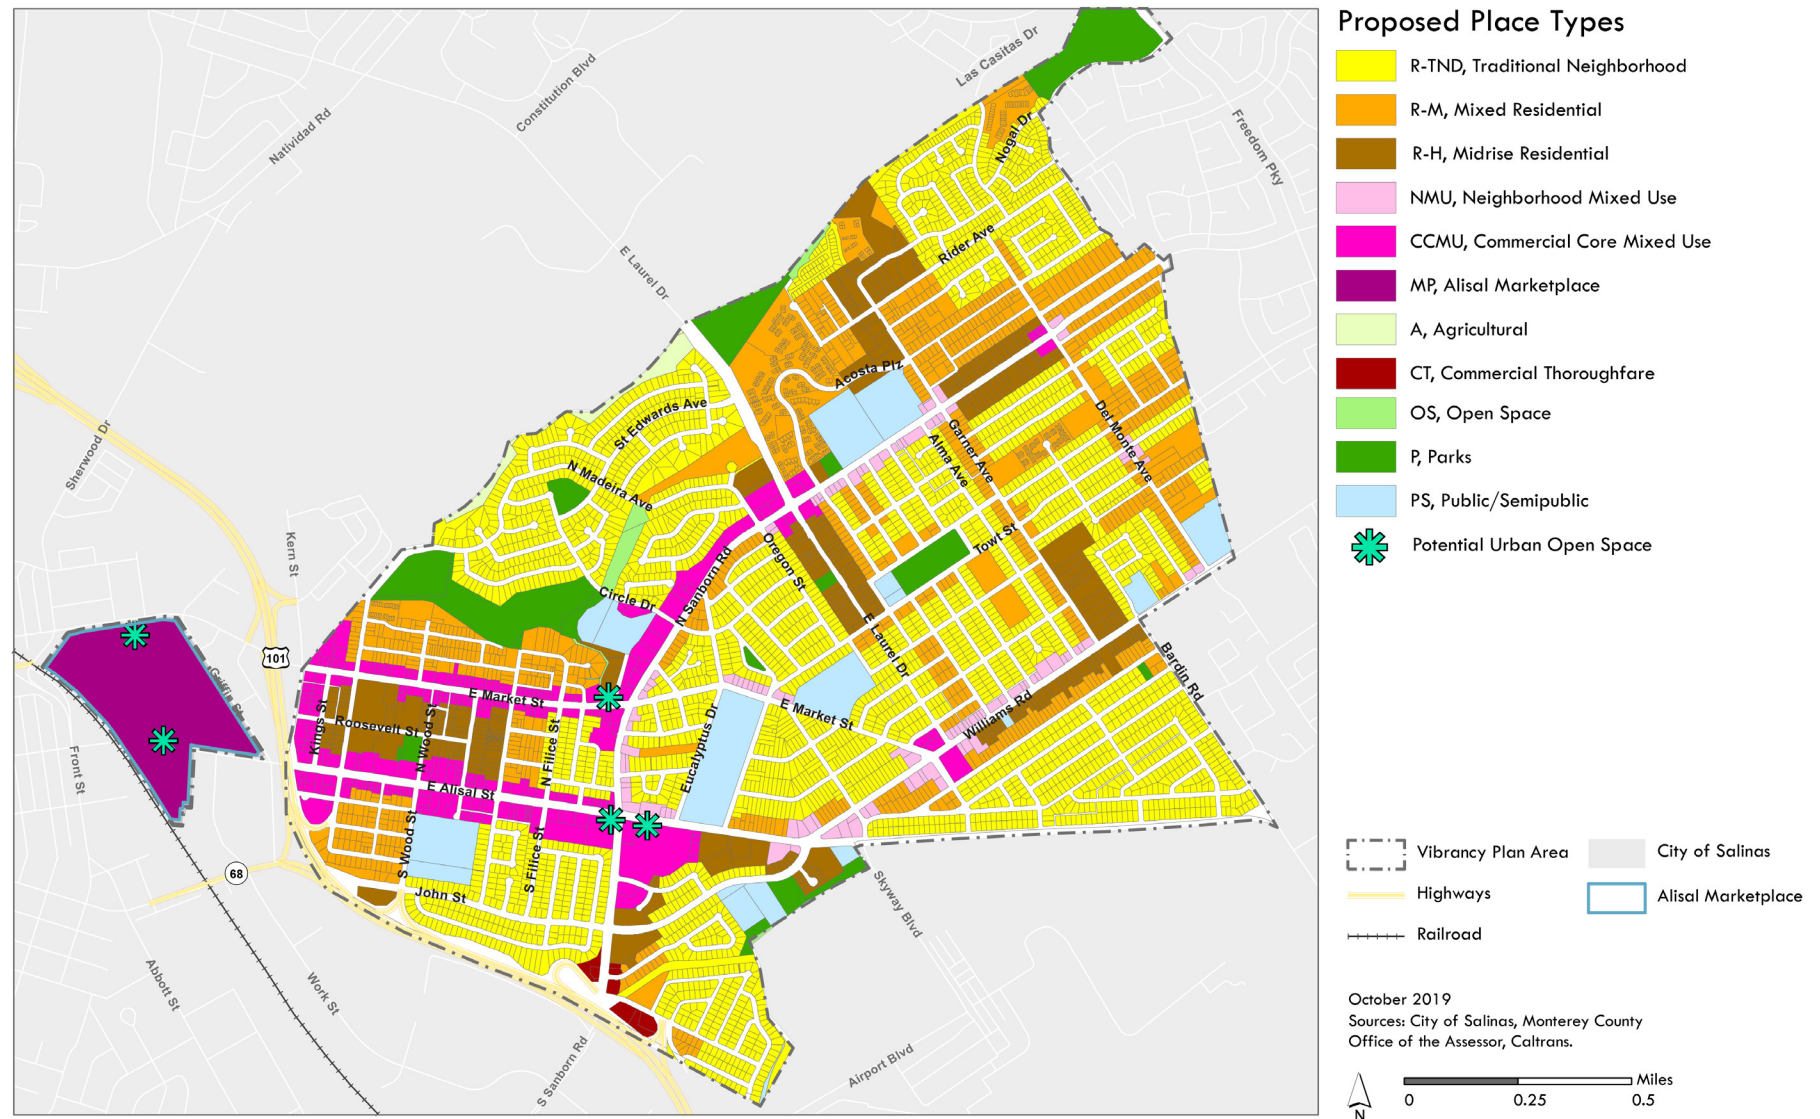 Proposed Place Types
R-TND, Traditional Neighborhood
R-M, Mixed Residential
R-H, Midrise Residential
NMU, Neighborhood Mixed Use
CCMU, Commercial Core Mixed Use
MP, Alisal Marketplace
A, Agricultural
CT, Commercial Thoroughfare
OS, Open Space
P, Parks
PS, Public/Semipublic
Potential Urban Open Space
Las Casitas Dr
Constitution Blvd
Natividad Rd
Freedom Pky
Nogal Dr
E Laurel Dr
Rider Ave
Acosta Plz
St Edwards Ave
Del Monte Ave
Garner Ave
Alma Ave
Sherwood Dr
N Madeira Ave
Kern St
Towt St
Oregon St
N Sanborn Rd
Circle Dr
E Laurel Dr
101
Bardin Rd
Griffin St
E Market St
E Market St
Kings St
Roosevelt St
N Wood St
N Filice St
Eucalyptus Dr
Williams Rd
Front St
E Alisal St
S Wood St
S Filice St
68
John St
Skyway Blvd
Abbott St
Work St
S Sanborn Rd
Airport Blvd
Vibrancy Plan Area
City of Salinas
Highways
Alisal Marketplace
Railroad
October 2019
Sources: City of Salinas, Monterey County
Office of the Assessor, Caltrans.
Miles
0
0.25
0.5
N